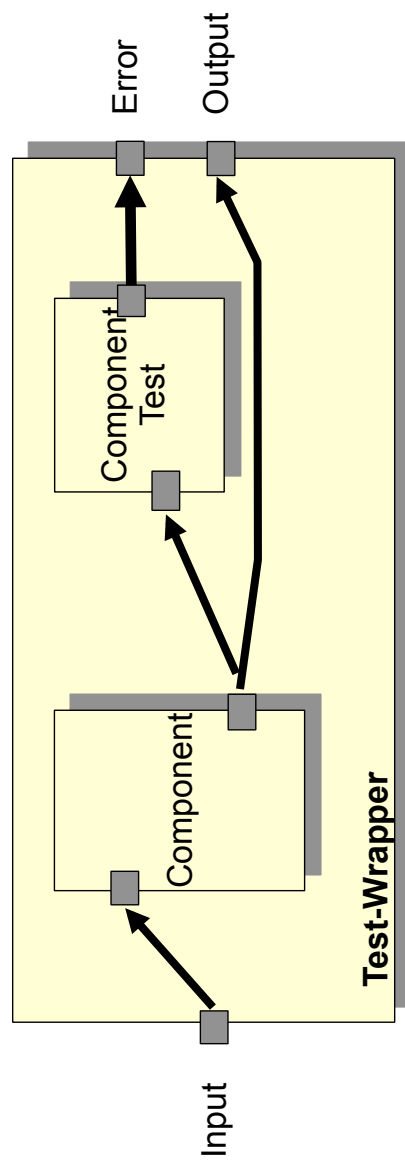 Error
Output
Component
Test
Component
Test-Wrapper
Input